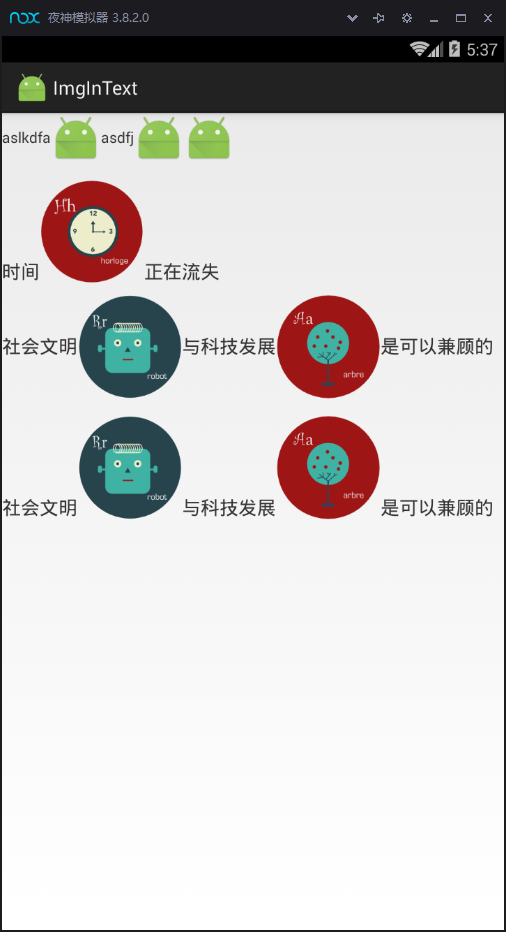 nox 夜神模拟器 3.8.2.0
5:37
ImgInText
aslkdfa asdfj
Hh
12
9 3
6
horloge
时间 正在流失
Rr Aa
社会文明 与科技发展 是可以兼顾的
robot arbre
Rr Aa
robot arbre
社会文明 与科技发展 是可以兼顾的